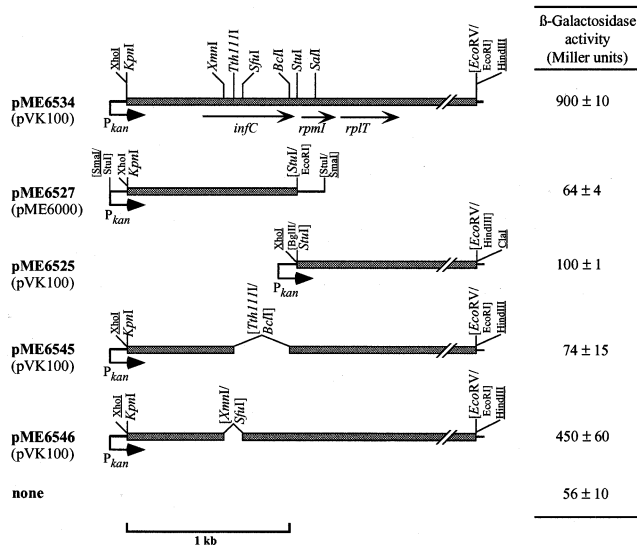 ß-Galactosidase
activity
(Miller units)
XhoI
KpnI
XmnI
Tth111I
SfuI
BclI
StuI
SalI
[EcoRV/
EcoRI]
HindIII
pME6534
(pVK100)
Pkan
infC
rpmI
rplT
900 ± 10
[SmaI/
StuI]
XhoI
KpnI
[StuI/
EcoRI]
[StuI/
SmaI]
pME6527
(pME6000)
Pkan
64 ± 4
XhoI
[BglII/
StuI]
[EcoRV/
HindIII]
ClaI
pME6525
(pVK100)
Pkan
100 ± 1
XhoI
KpnI
[Tth111I/
BclI]
[EcoRV/
EcoRI]
HindIII
pME6545
(pVK100)
Pkan
74 ± 15
XhoI
KpnI
[XmnI/
SfuI]
[EcoRV/
EcoRI]
HindIII
pME6546
(pVK100)
Pkan
450 ± 60
none
56 ± 10
1 kb